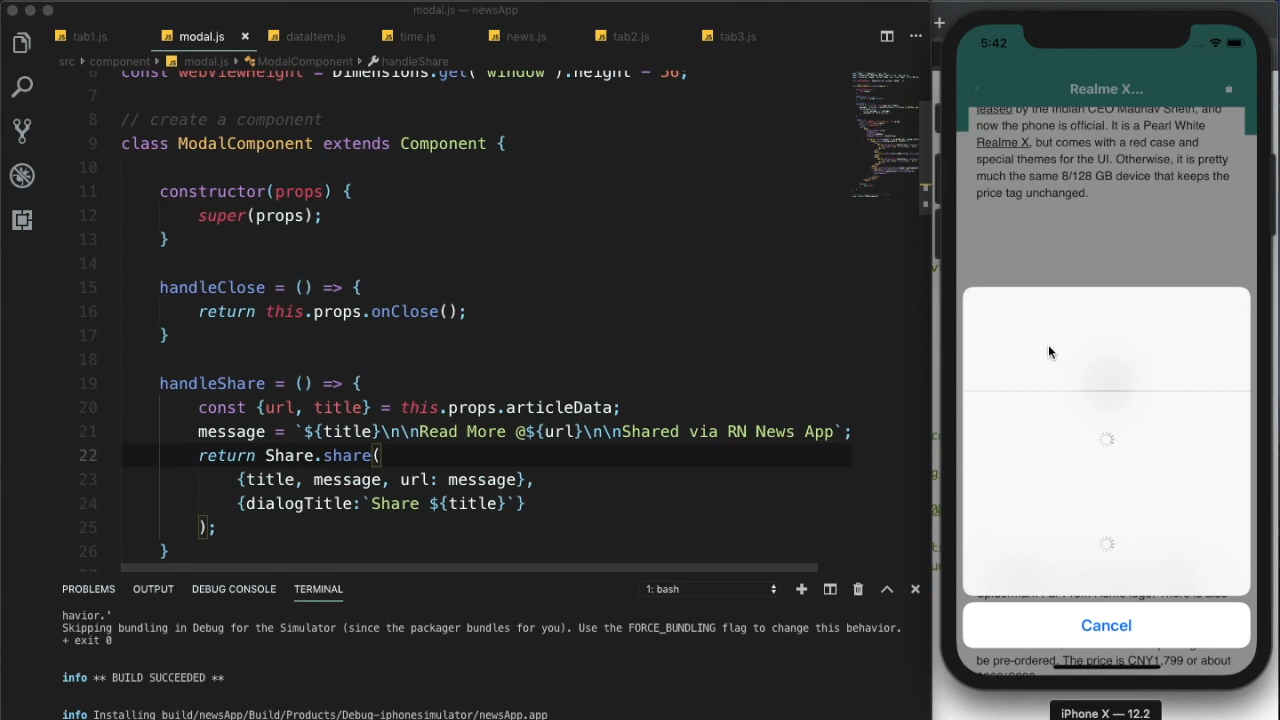 modal.js — newsApp
tab1.js
modal.js
dataItem.js
time.js
news.js
tab2.js
tab3.js
src › component › modal.js › ModalComponent › handleShare
6 const webViewHeight = Dimensions.get('window').height - 56;
7
8 // create a component
9 class ModalComponent extends Component {
10
11 constructor(props) {
12 super(props);
13 }
14
15 handleClose = () => {
16 return this.props.onClose();
17 }
18
19 handleShare = () => {
20 const {url, title} = this.props.articleData;
21 message = `${title}\n\nRead More @${url}\n\nShared via RN News App`;
22 return Share.share(
23 {title, message, url: message},
24 {dialogTitle:`Share ${title}`}
25 );
26 }
PROBLEMS OUTPUT DEBUG CONSOLE TERMINAL 1: bash
havior.'
Skipping bundling in Debug for the Simulator (since the packager bundles for you). Use the FORCE_BUNDLING flag to change this behavior.
+ exit 0
info ** BUILD SUCCEEDED **
info Installing build/newsApp/Build/Products/Debug-iphonesimulator/newsApp.app
5:42
Realme X...
leased by the Indian CEO Madhav Sheth, and
now the phone is official. It is a Pearl White
Realme X, but comes with a red case and
special themes for the UI. Otherwise, it is pretty
much the same 8/128 GB device that keeps the
price tag unchanged.
Cancel
be pre-ordered. The price is CNY1,799 or about
iPhone X — 12.2